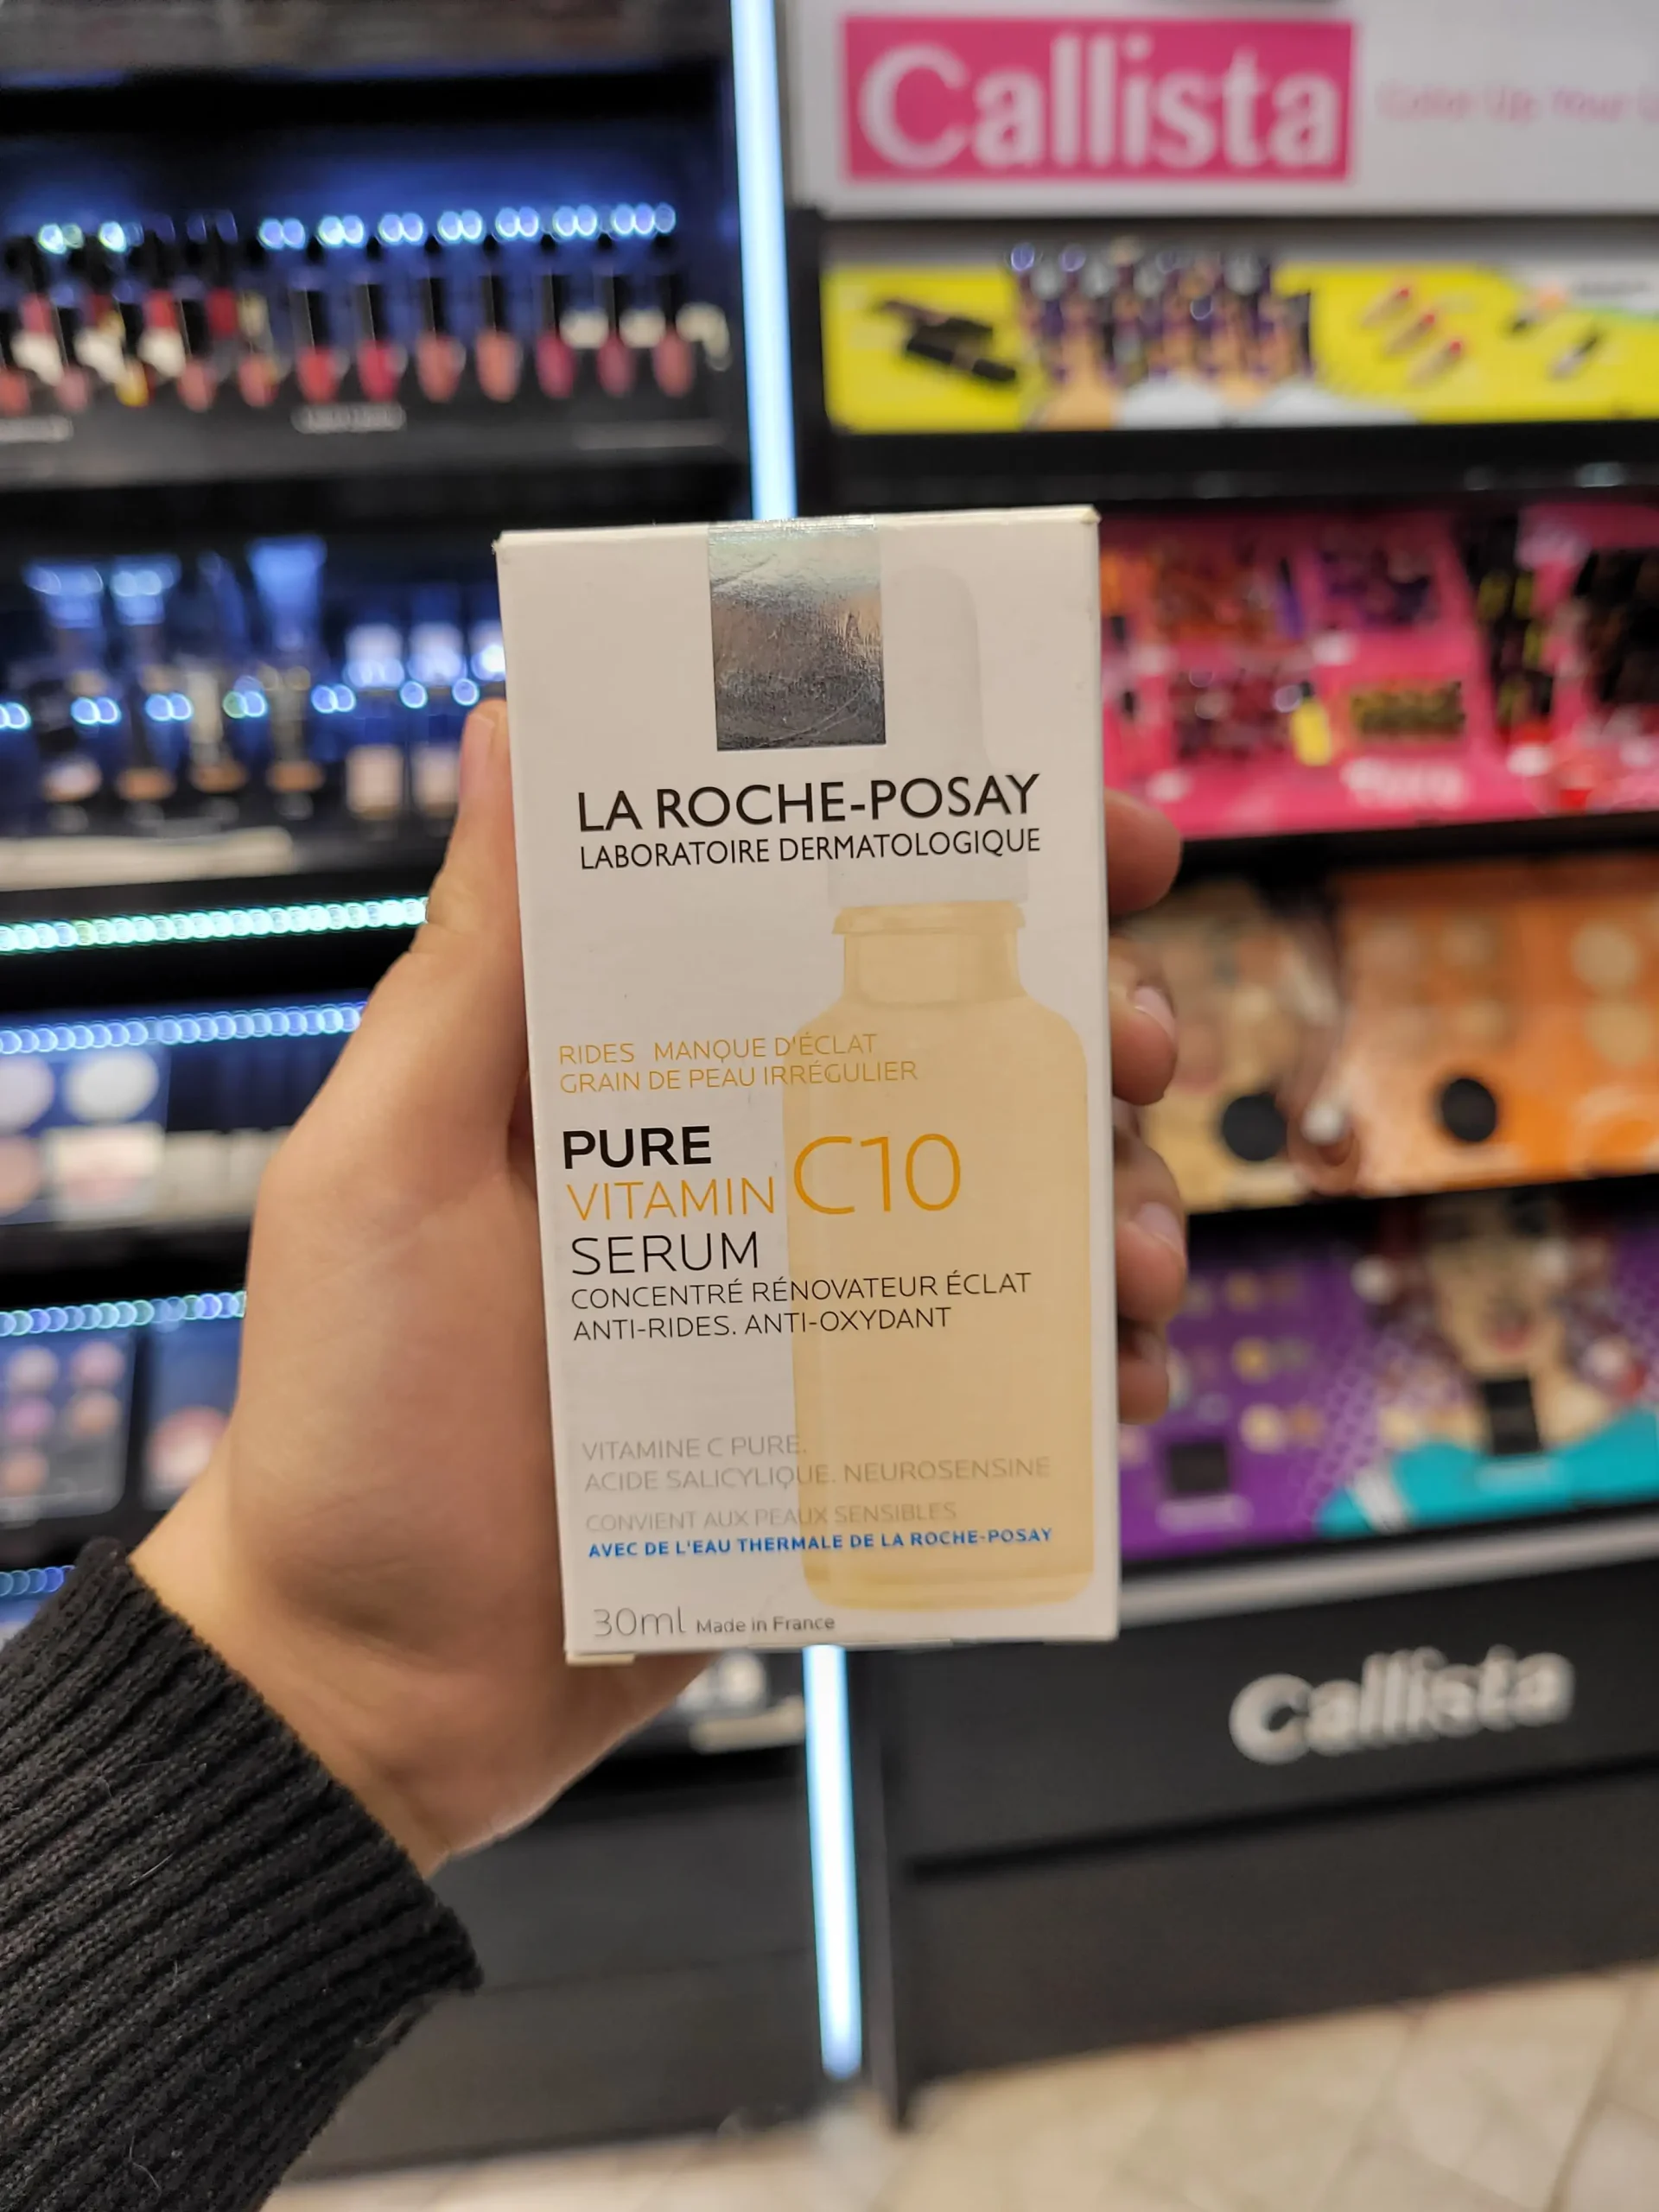 Callista
LA ROCHE-POSAY
LABORATOIRE DERMATOLOGIQUE
RIDES MANQUE D'ÉCLAT
GRAIN DE PEAU IRRÉGULIER
PURE
VITAMIN C10
SERUM
CONCENTRÉ RÉNOVATEUR ÉCLAT
ANTI-RIDES. ANTI-OXYDANT
VITAMINE C PURE.
ACIDE SALICYLIQUE. NEUROSENSINE
CONVIENT AUX PEAUX SENSIBLES
AVEC DE L'EAU THERMALE DE LA ROCHE-POSAY
30ml Made in France
Callista